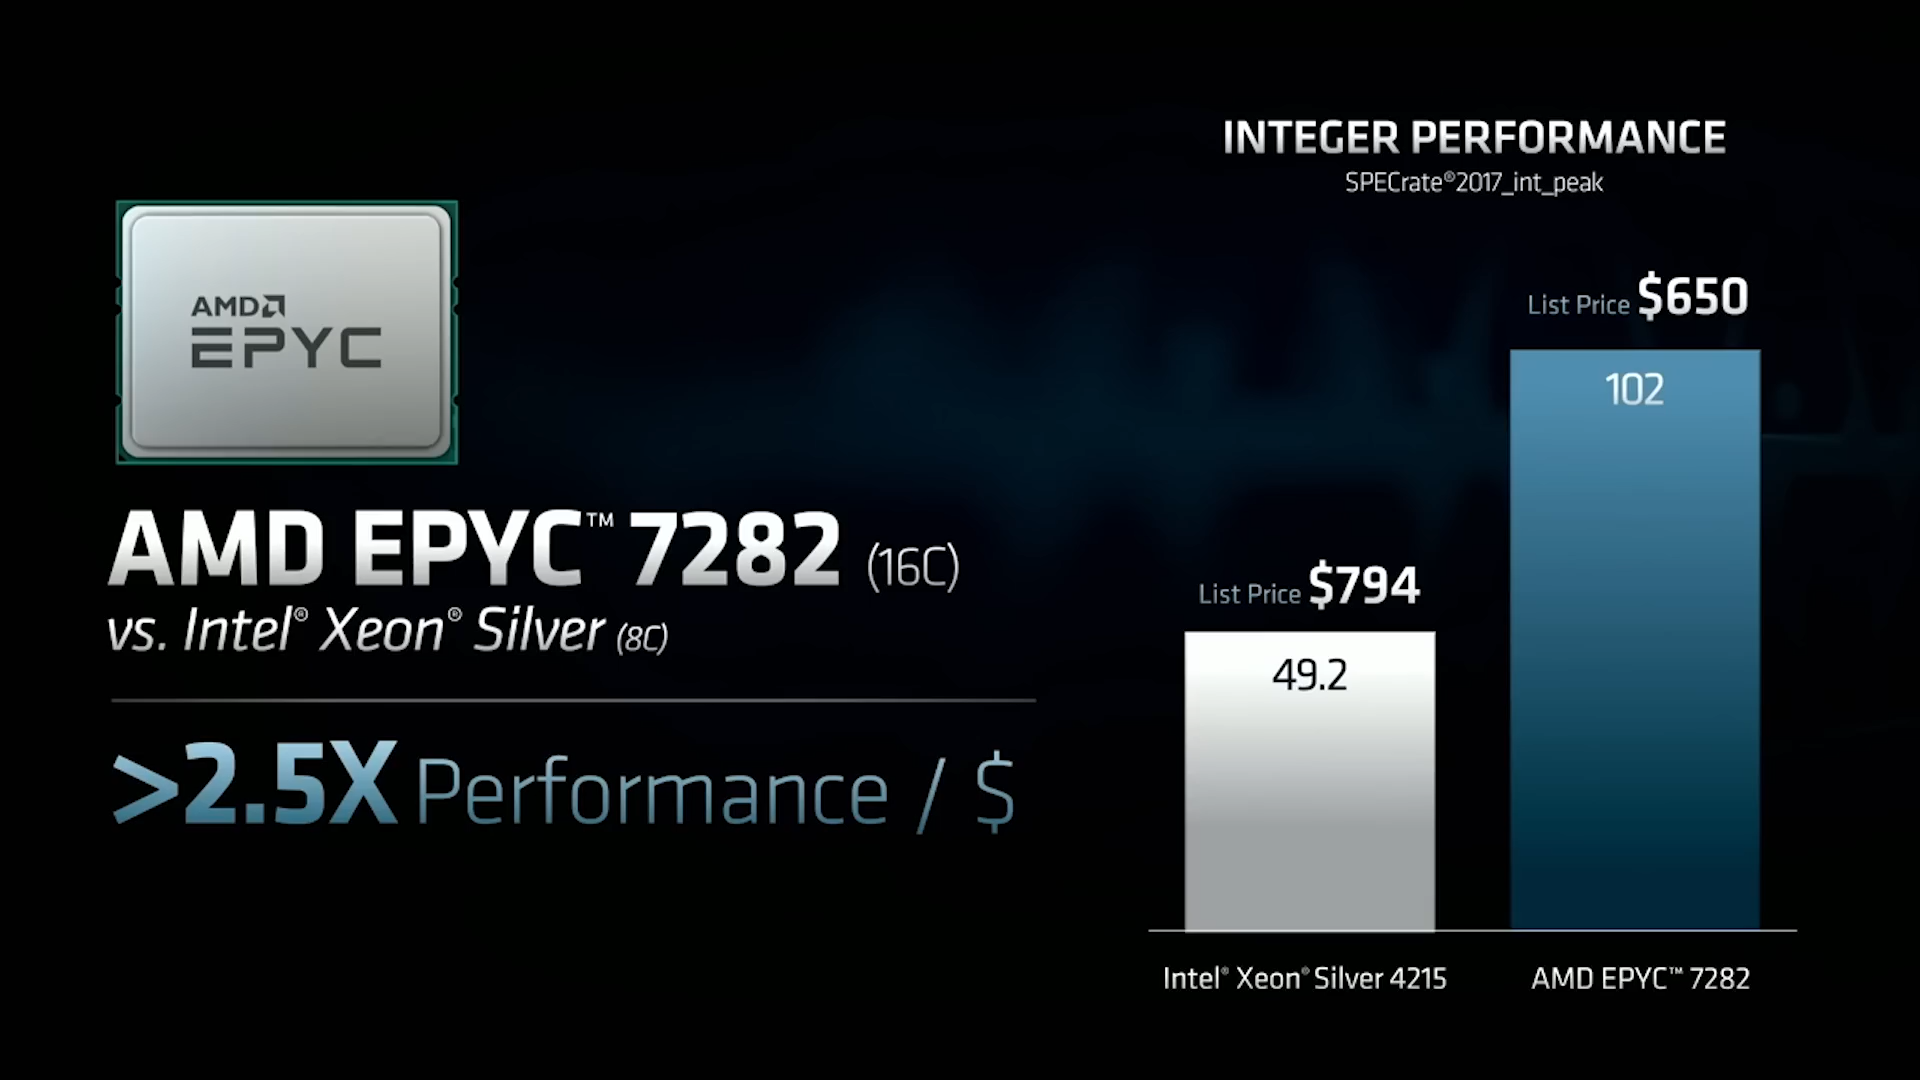 AMD
EPYC
AMD EPYC™ 7282 (16C)
vs. Intel® Xeon® Silver (8C)
>2.5X Performance / $
INTEGER PERFORMANCE
SPECrate®2017_int_peak
List Price $650
102
List Price $794
49.2
Intel® Xeon® Silver 4215
AMD EPYC™ 7282